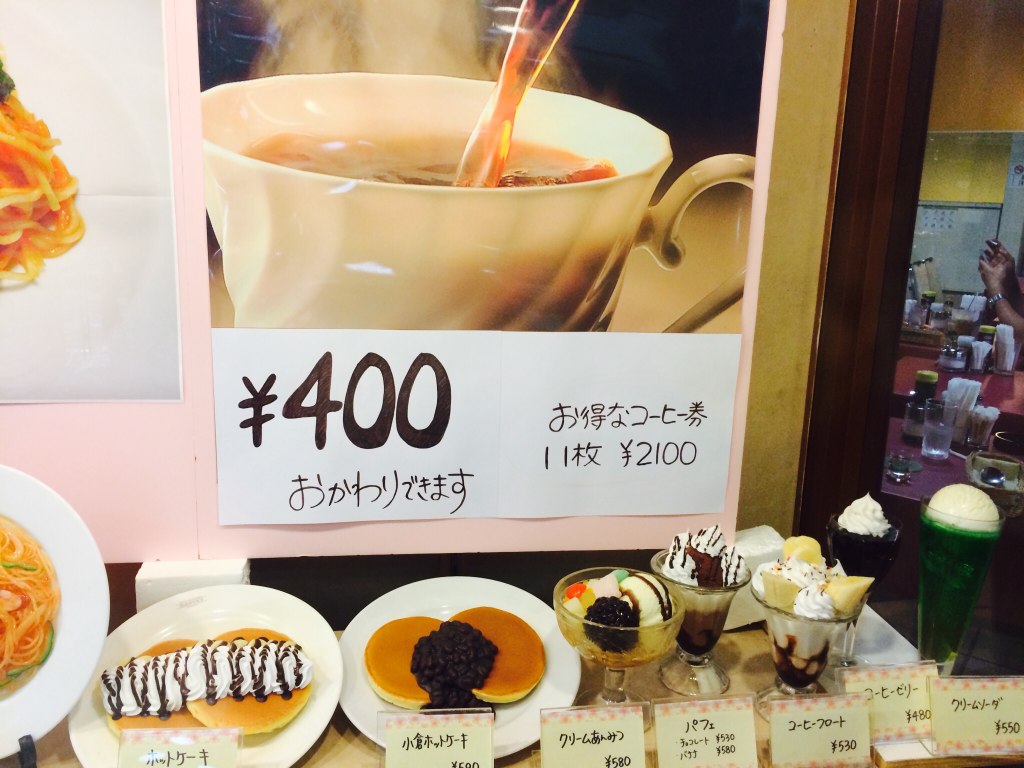 ¥400
おかわりできます
お得なコーヒー券
11枚 ¥2100
ホットケーキ
小倉ホットケーキ
¥580
クリームあんみつ
¥580
パフェ
チョコレート ¥530
バナナ ¥580
コーヒーフロート
¥530
コーヒーゼリー
¥480
クリームソーダ
¥550